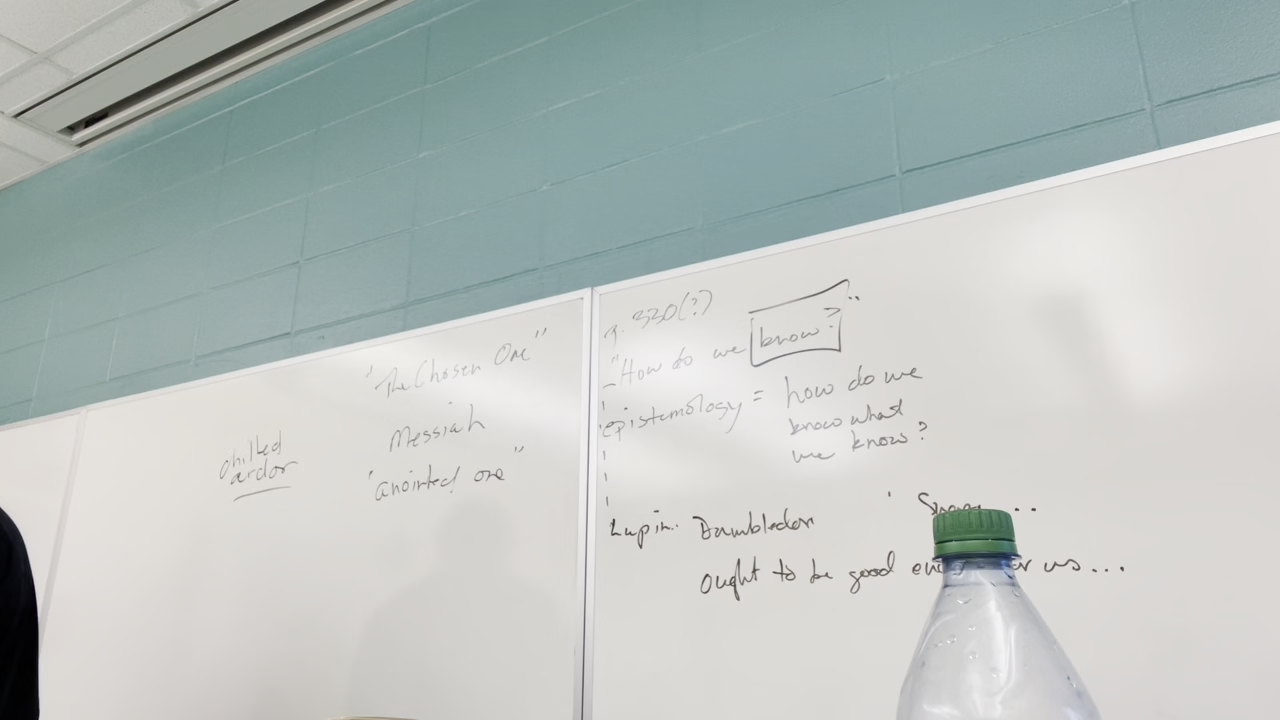 chilled
ardor
"The Chosen One"
Messiah
"anointed one"
p. 330(?)
"How do we know?"
epistemology = how do we
know what
we know?
Lupin: Dumbledore
ought to be good us...